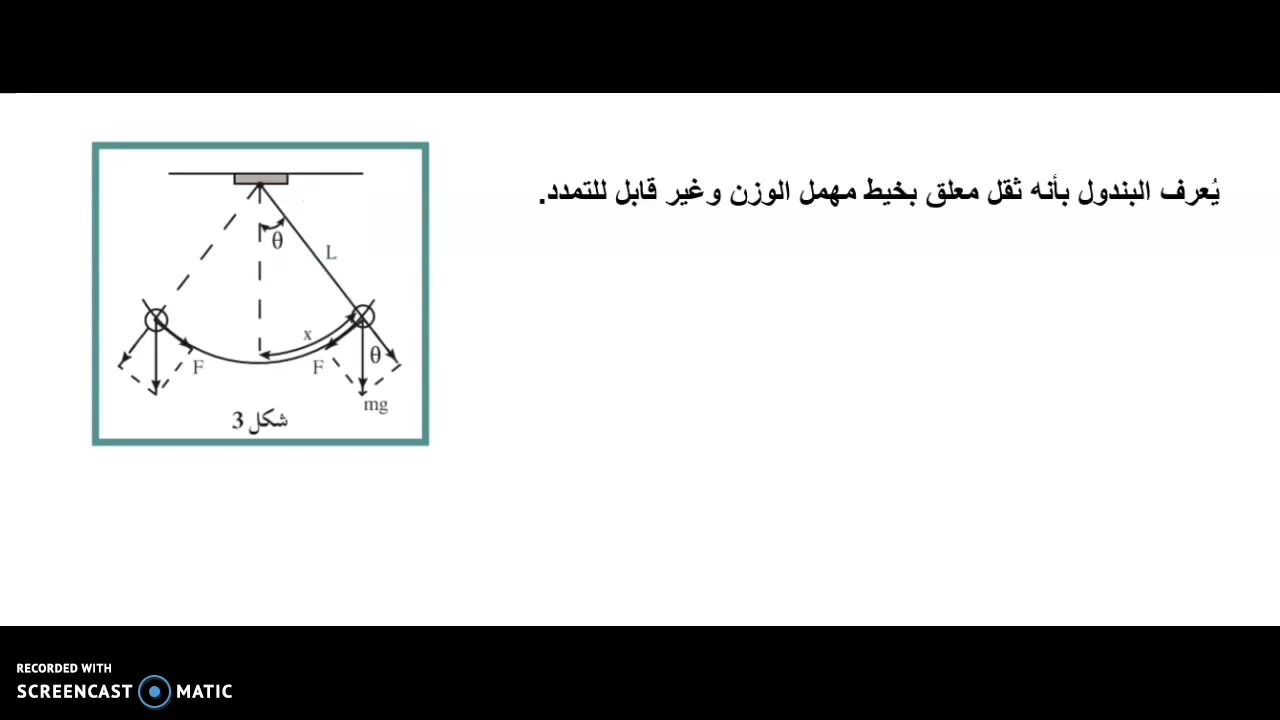 يُعرف البندول بأنه ثقل معلق بخيط مهمل الوزن وغير قابل للتمدد.
θ
L
x
F
F
θ
mg
شكل 3
RECORDED WITH
SCREENCAST MATIC